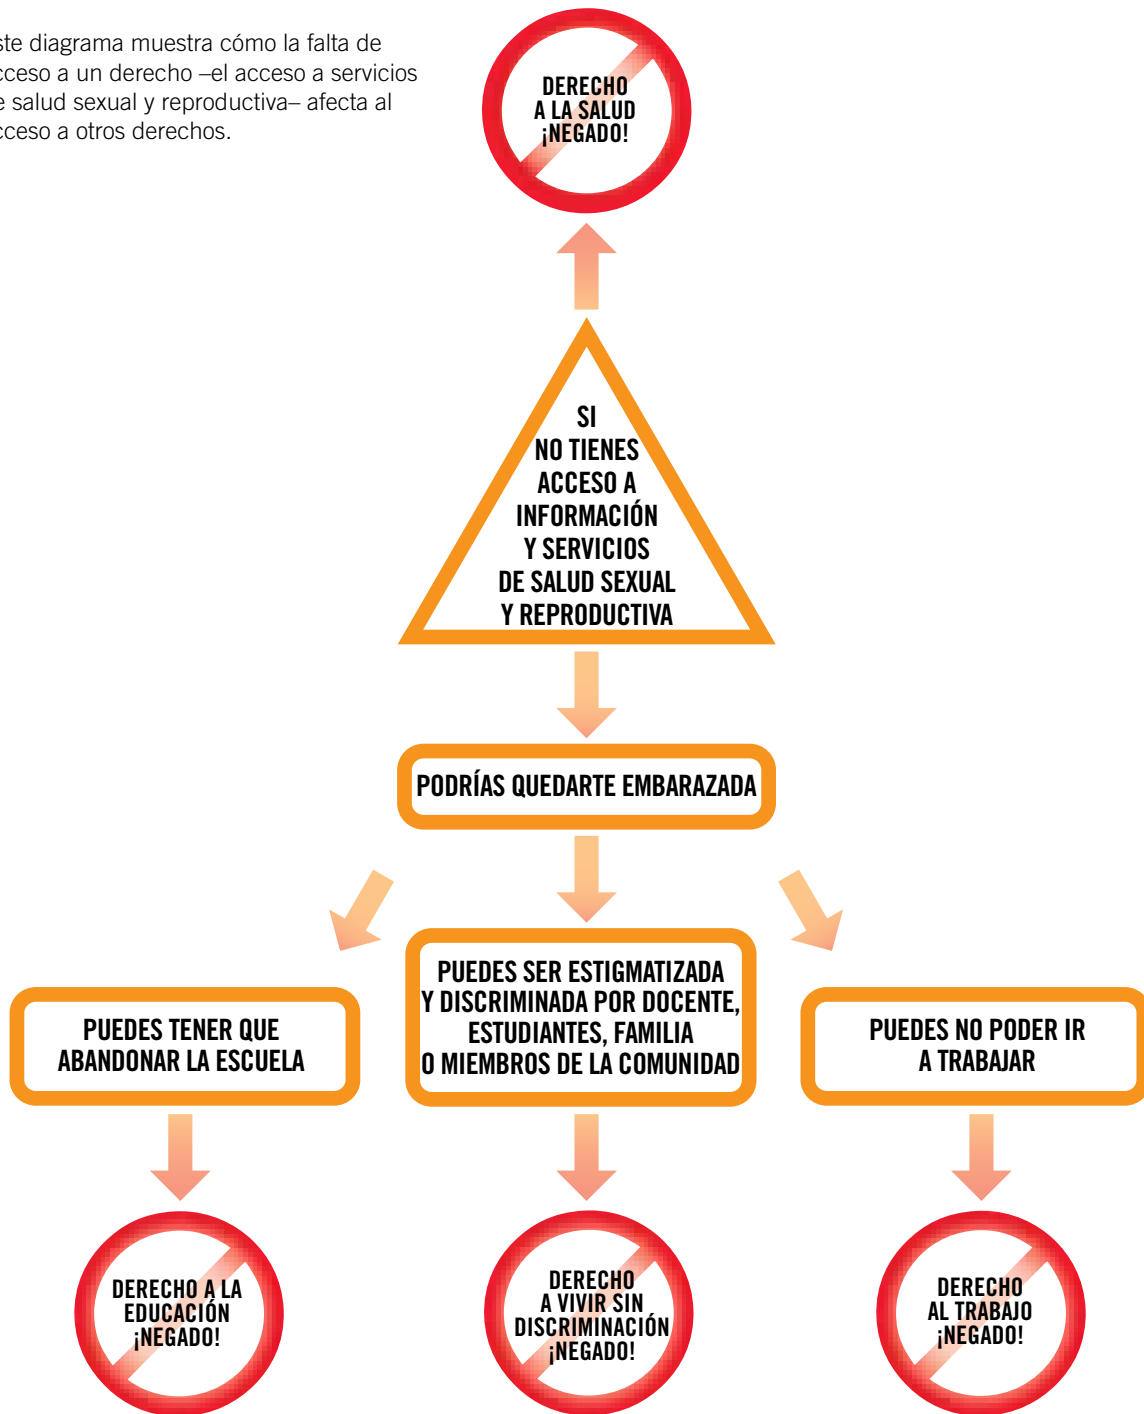 ste diagrama muestra cómo la falta de
cceso a un derecho –el acceso a servicios
e salud sexual y reproductiva– afecta al
cceso a otros derechos.
DERECHO
A LA SALUD
¡NEGADO!
SI
NO TIENES
ACCESO A
INFORMACIÓN
Y SERVICIOS
DE SALUD SEXUAL
Y REPRODUCTIVA
PODRÍAS QUEDARTE EMBARAZADA
PUEDES TENER QUE
ABANDONAR LA ESCUELA
PUEDES SER ESTIGMATIZADA
Y DISCRIMINADA POR DOCENTE,
ESTUDIANTES, FAMILIA
O MIEMBROS DE LA COMUNIDAD
PUEDES NO PODER IR
A TRABAJAR
DERECHO A LA
EDUCACIÓN
¡NEGADO!
DERECHO
A VIVIR SIN
DISCRIMINACIÓN
¡NEGADO!
DERECHO
AL TRABAJO
¡NEGADO!